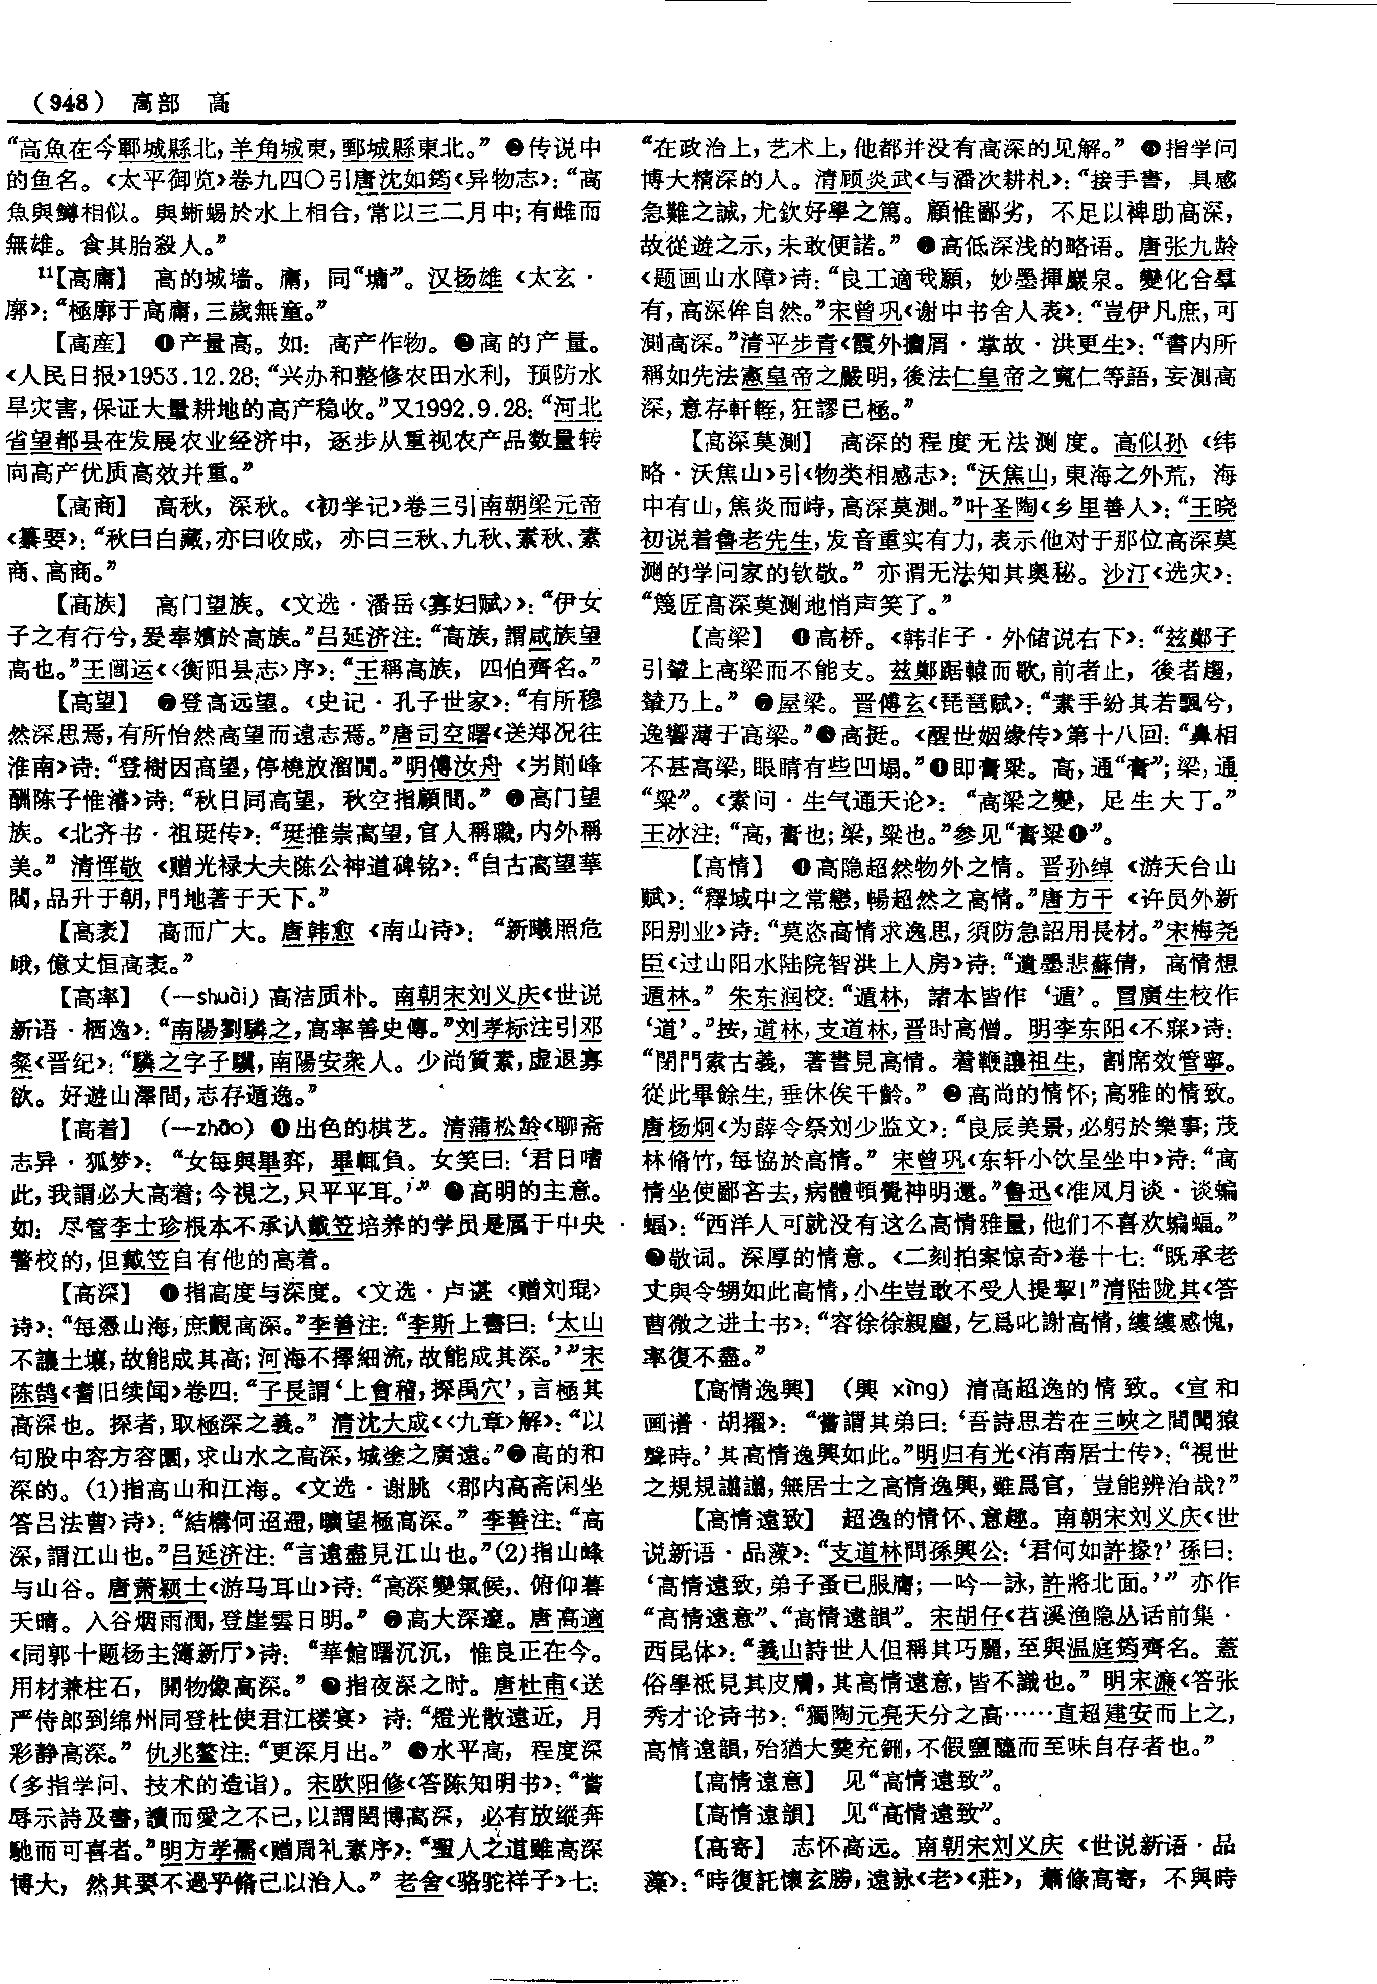 （948） 高部 高
“高魚在今鄆城縣北，羊角城東，鄄城縣東北。”❷传说中
的鱼名。《太平御览》卷九四〇引唐沈如筠《异物志》：“高
魚與鱒相似。與蜥蜴於水上相合，常以三二月中；有雌而
無雄。食其胎殺人。”
¹¹【高庸】 高的城墙。庸，同“墉”。汉扬雄《太玄·
廓》：“極廓于高庸，三歲無童。”
【高産】 ❶产量高。如：高产作物。❷高的产量。
《人民日报》1953.12.28：“兴办和整修农田水利，预防水
旱灾害，保证大量耕地的高产稳收。”又1992.9.28：“河北
省望都县在发展农业经济中，逐步从重视农产品数量转
向高产优质高效并重。”
【高商】 高秋，深秋。《初学记》卷三引南朝梁元帝
《纂要》：“秋曰白藏，亦曰收成，亦曰三秋、九秋、素秋、素
商、高商。”
【高族】 高门望族。《文选·潘岳〈寡妇赋〉》：“伊女
子之有行兮，爰奉嬪於高族。”吕延济注：“高族，謂咸族望
高也。”王闿运《〈衡阳县志〉序》：“王稱高族，四伯齊名。”
【高望】 ❶登高远望。《史记·孔子世家》：“有所穆
然深思焉，有所怡然高望而遠志焉。”唐司空曙《送郑况往
淮南》诗：“登樹因高望，停橈放溜閒。”明傅汝舟《另剬峰
酬陈子惟濬》诗：“秋日同高望，秋空指顧間。”❷高门望
族。《北齐书·祖珽传》：“珽推崇高望，官人稱職，内外稱
美。”清恽敬《赠光禄大夫陈公神道碑铭》：“自古高望華
閥，品升于朝，門地著于天下。”
【高袤】 高而广大。唐韩愈《南山诗》：“新曦照危
峨，億丈恒高袤。”
【高率】 （—shuài）高洁质朴。南朝宋刘义庆《世说
新语·栖逸》：“南陽劉驎之，高率善史傳。”刘孝标注引邓
粲《晋纪》：“驎之字子驥，南陽安衆人。少尚質素，虚退寡
欲。好遊山澤間，志存遁逸。”
【高着】 （—zhāo）❶出色的棋艺。清蒲松龄《聊斋
志异·狐梦》：“女每與畢弈，畢輒負。女笑曰：‘君日嗜
此，我謂必大高着；今視之，只平平耳。’”❷高明的主意。
如：尽管李士珍根本不承认戴笠培养的学员是属于中央
警校的，但戴笠自有他的高着。
【高深】 ❶指高度与深度。《文选·卢谌〈赠刘琨〉
诗》：“每憑山海，庶覿高深。”李善注：“李斯上書曰：‘太山
不讓土壤，故能成其高；河海不擇細流，故能成其深。’”宋
陈鹄《耆旧续闻》卷四：“子長謂‘上會稽，探禹穴’，言極其
高深也。探者，取極深之義。”清沈大成《〈九章〉解》：“以
句股中容方容圜，求山水之高深，城塗之廣遠。”❷高的和
深的。（1）指高山和江海。《文选·谢朓〈郡内高斋闲坐
答吕法曹〉诗》：“結構何迢遰，曠望極高深。”李善注：“高
深，謂江山也。”吕延济注：“言遠盡見江山也。”（2）指山峰
与山谷。唐萧颖士《游马耳山》诗：“高深變氣候，俯仰暮
天晴。入谷烟雨潤，登崖雲日明。”❸高大深邃。唐高適
《同郭十题杨主簿新厅》诗：“華館曙沉沉，惟良正在今。
用材兼柱石，開物像高深。”❹指夜深之时。唐杜甫《送
严侍郎到绵州同登杜使君江楼宴》诗：“燈光散遠近，月
彩静高深。”仇兆鳌注：“更深月出。”❺水平高，程度深
（多指学问、技术的造诣）。宋欧阳修《答陈知明书》：“嘗
辱示詩及書，讀而愛之不已，以謂閎博高深，必有放縱奔
馳而可喜者。”明方孝孺《赠周礼素序》：“聖人之道雖高深
博大，然其要不過乎脩己以治人。”老舍《骆驼祥子》七：
“在政治上，艺术上，他都并没有高深的见解。”❻指学问
博大精深的人。清顾炎武《与潘次耕札》：“接手書，具感
急難之誠，尤欽好學之篤。顧惟鄙劣，不足以裨助高深，
故從遊之示，未敢便諾。”❼高低深浅的略语。唐张九龄
《题画山水障》诗：“良工適我願，妙墨揮巖泉。變化合羣
有，高深侔自然。”宋曾巩《谢中书舍人表》：“豈伊凡庶，可
測高深。”清平步青《霞外攟屑·掌故·洪更生》：“書内所
稱如先法憲皇帝之嚴明，後法仁皇帝之寬仁等語，妄測高
深，意存軒輊，狂謬已極。”
【高深莫測】 高深的程度无法测度。高似孙《纬
略·沃焦山》引《物类相感志》：“沃焦山，東海之外荒，海
中有山，焦炎而峙，高深莫測。”叶圣陶《乡里善人》：“王晓
初说着鲁老先生，发音重实有力，表示他对于那位高深莫
测的学问家的钦敬。”亦谓无法知其奥秘。沙汀《选灾》：
“篾匠高深莫测地悄声笑了。”
【高梁】 ❶高桥。《韩非子·外储说右下》：“兹鄭子
引輦上高梁而不能支。兹鄭踞轅而歌，前者止，後者趨，
輦乃上。”❷屋梁。晋傅玄《琵琶赋》：“素手紛其若飄兮，
逸響薄于高梁。”❸高挺。《醒世姻缘传》第十八回：“鼻相
不甚高梁，眼睛有些凹塌。”❹即膏粱。高，通“膏”；梁，通
“粱”。《素问·生气通天论》：“高梁之變，足生大丁。”
王冰注：“高，膏也；梁，粱也。”参见“膏粱❶”。
【高情】 ❶高隐超然物外之情。晋孙绰《游天台山
赋》：“釋域中之常戀，暢超然之高情。”唐方干《许员外新
阳别业》诗：“莫恣高情求逸思，須防急詔用長材。”宋梅尧
臣《过山阳水陆院智洪上人房》诗：“遺墨悲蘇倩，高情想
遁林。”朱东润校：“遁林，諸本皆作‘遁’。冒廣生校作
‘道’。”按，道林，支道林，晋时高僧。明李东阳《不寐》诗：
“閉門索古義，著書見高情。着鞭讓祖生，割席效管寧。
從此畢餘生，垂休俟千齡。”❷高尚的情怀；高雅的情致。
唐杨炯《为薛令祭刘少监文》：“良辰美景，必躬於樂事；茂
林脩竹，每協於高情。”宋曾巩《东轩小饮呈坐中》诗：“高
情坐使鄙吝去，病體頓覺神明還。”鲁迅《准风月谈·谈蝙
蝠》：“西洋人可就没有这么高情雅量，他们不喜欢蝙蝠。”
❸敬词。深厚的情意。《二刻拍案惊奇》卷十七：“既承老
丈與令甥如此高情，小生豈敢不受人提挈！”清陆陇其《答
曹微之进士书》：“容徐徐親塵，乞爲叱謝高情，縷縷感愧，
率復不盡。”
【高情逸興】 （興 xìng）清高超逸的情致。《宣和
画谱·胡擢》：“嘗謂其弟曰：‘吾詩思若在三峽之間聞猿
聲時。’其高情逸興如此。”明归有光《洧南居士传》：“視世
之規規譾譾，無居士之高情逸興，雖爲官，豈能辨治哉？”
【高情遠致】 超逸的情怀、意趣。南朝宋刘义庆《世
说新语·品藻》：“支道林問孫興公：‘君何如許掾？’孫曰：
‘高情遠致，弟子蚤已服膺；一吟一詠，許將北面。’”亦作
“高情遠意”、“高情遠韻”。宋胡仔《苕溪渔隐丛话前集·
西昆体》：“義山詩世人但稱其巧麗，至與温庭筠齊名。蓋
俗學祗見其皮膚，其高情遠意，皆不識也。”明宋濂《答张
秀才论诗书》：“獨陶元亮天分之高……直超建安而上之，
高情遠韻，殆猶大羹充鉶，不假鹽醯而至味自存者也。”
【高情遠意】 见“高情遠致”。
【高情遠韻】 见“高情遠致”。
【高寄】 志怀高远。南朝宋刘义庆《世说新语·品
藻》：“時復託懷玄勝，遠詠《老》《莊》，蕭條高寄，不與時